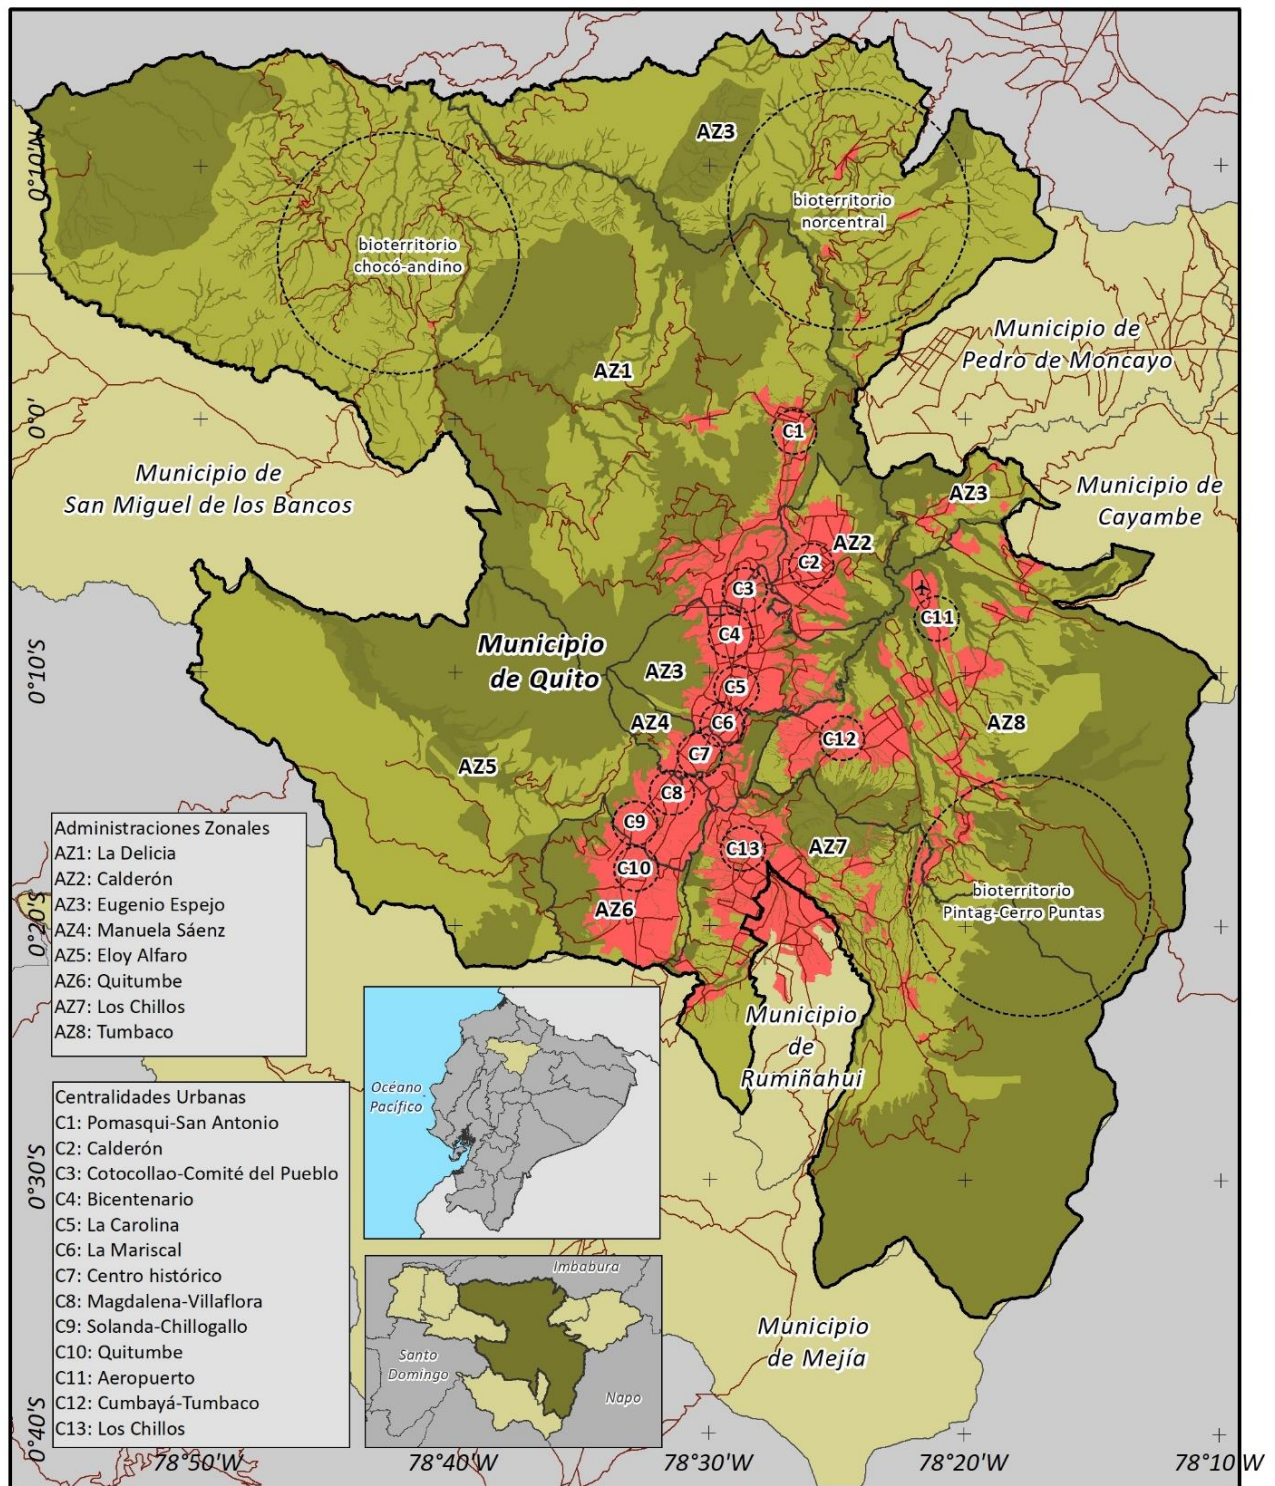 AZ3
bioterritorio
norcentral
bioterritorio
chocó-andino
Municipio de
Pedro de Moncayo
AZ1
C1
Municipio de
San Miguel de los Bancos
AZ3
Municipio de
Cayambe
AZ2
C2
C3
C11
C4
Municipio
de Quito
AZ3
C5
AZ4
C6
AZ8
C12
C7
AZ5
C8
C9
C13
AZ7
C10
bioterritorio
Pintag-Cerro Puntas
AZ6
Administraciones Zonales
AZ1: La Delicia
AZ2: Calderón
AZ3: Eugenio Espejo
AZ4: Manuela Sáenz
AZ5: Eloy Alfaro
AZ6: Quitumbe
AZ7: Los Chillos
AZ8: Tumbaco
Municipio
de
Rumiñahui
Océano
Pacífico
Centralidades Urbanas
C1: Pomasqui-San Antonio
C2: Calderón
C3: Cotocollao-Comité del Pueblo
C4: Bicentenario
C5: La Carolina
C6: La Mariscal
C7: Centro histórico
C8: Magdalena-Villaflora
C9: Solanda-Chillogallo
C10: Quitumbe
C11: Aeropuerto
C12: Cumbayá-Tumbaco
C13: Los Chillos
Imbabura
Santo
Domingo
Napo
Municipio
de Mejía
0°10'N
0°0'
0°10'S
0°20'S
0°30'S
0°40'S
78°50'W
78°40'W
78°30'W
78°20'W
78°10'W